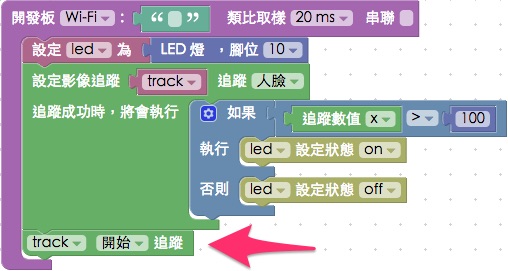 開發板 Wi-Fi ： “ ” 類比取樣 20 ms 串聯
設定 led 為 LED 燈 ，腳位 10
設定影像追蹤 track 追蹤 人臉
追蹤成功時，將會執行 如果 追蹤數值 x > 100
執行 led 設定狀態 on
否則 led 設定狀態 off
track 開始 追蹤